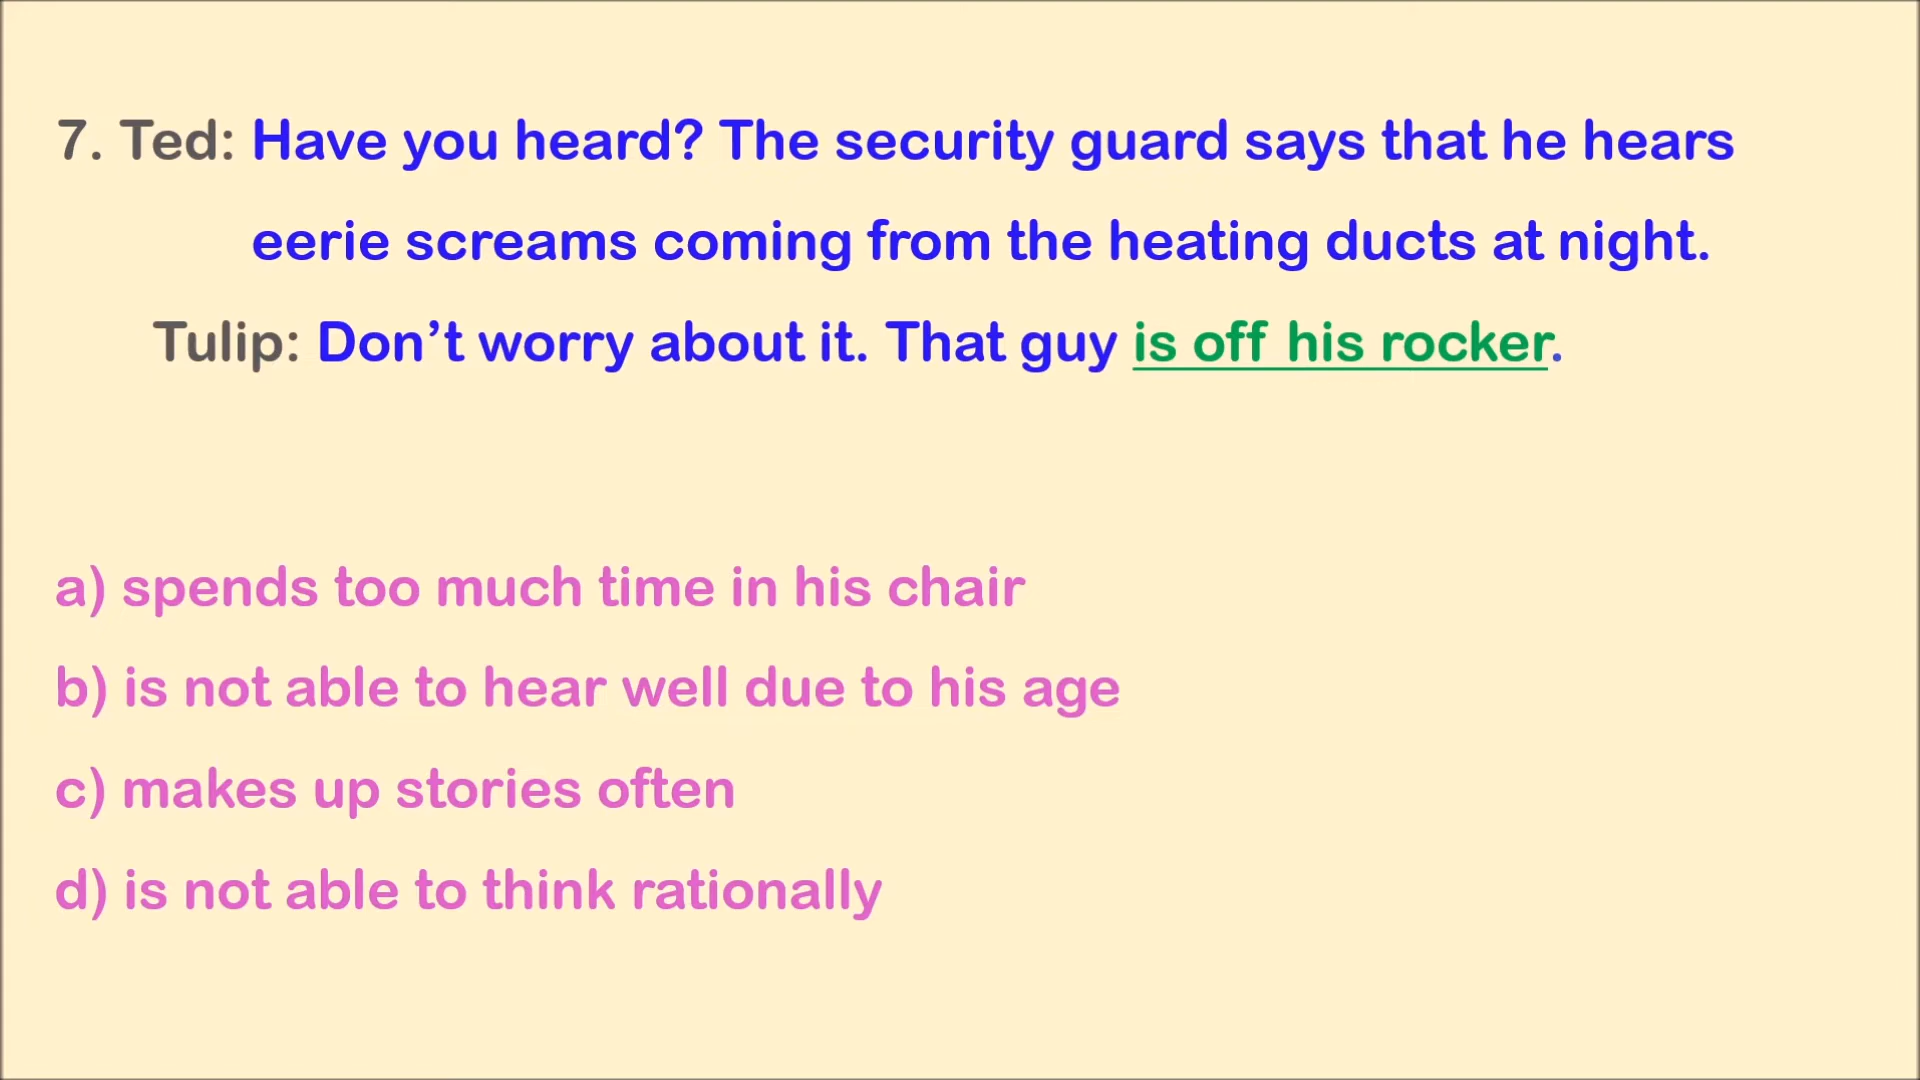 7. Ted: Have you heard? The security guard says that he hears
eerie screams coming from the heating ducts at night.
Tulip: Don’t worry about it. That guy is off his rocker.
a) spends too much time in his chair
b) is not able to hear well due to his age
c) makes up stories often
d) is not able to think rationally